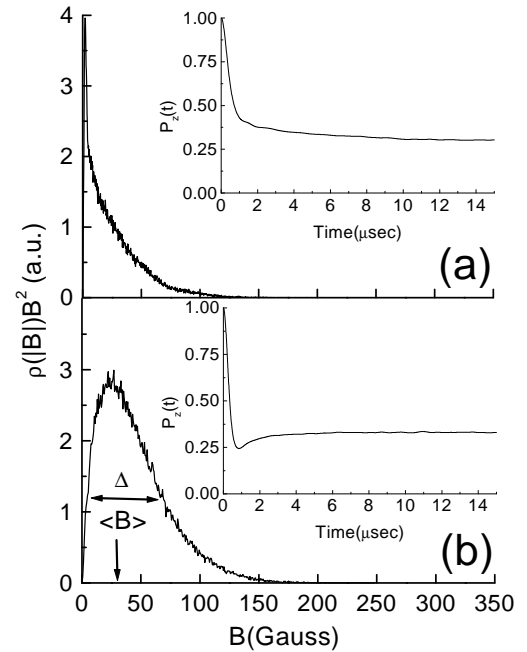 4
3
2
1
0
ρ(|B|)B² (a.u.)
1.00
0.75
0.50
0.25
0.00
P_z(t)
0 2 4 6 8 10 12 14
Time(μsec)
(a)
4
3
2
1
0
1.00
0.75
0.50
0.25
0.00
P_z(t)
0 2 4 6 8 10 12 14
Time(μsec)
Δ
<B>
(b)
0 50 100 150 200 250 300 350
B(Gauss)